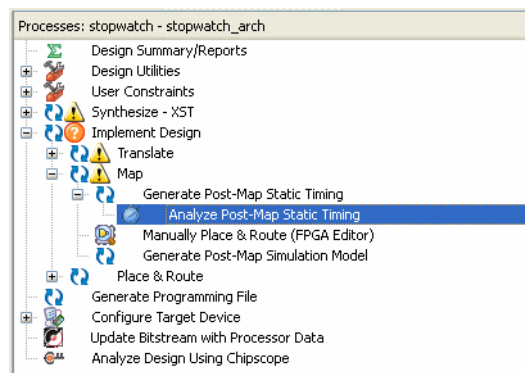 Processes: stopwatch - stopwatch_arch
Design Summary/Reports
Design Utilities
User Constraints
Synthesize - XST
Implement Design
Translate
Map
Generate Post-Map Static Timing
Analyze Post-Map Static Timing
Manually Place & Route (FPGA Editor)
Generate Post-Map Simulation Model
Place & Route
Generate Programming File
Configure Target Device
Update Bitstream with Processor Data
Analyze Design Using Chipscope